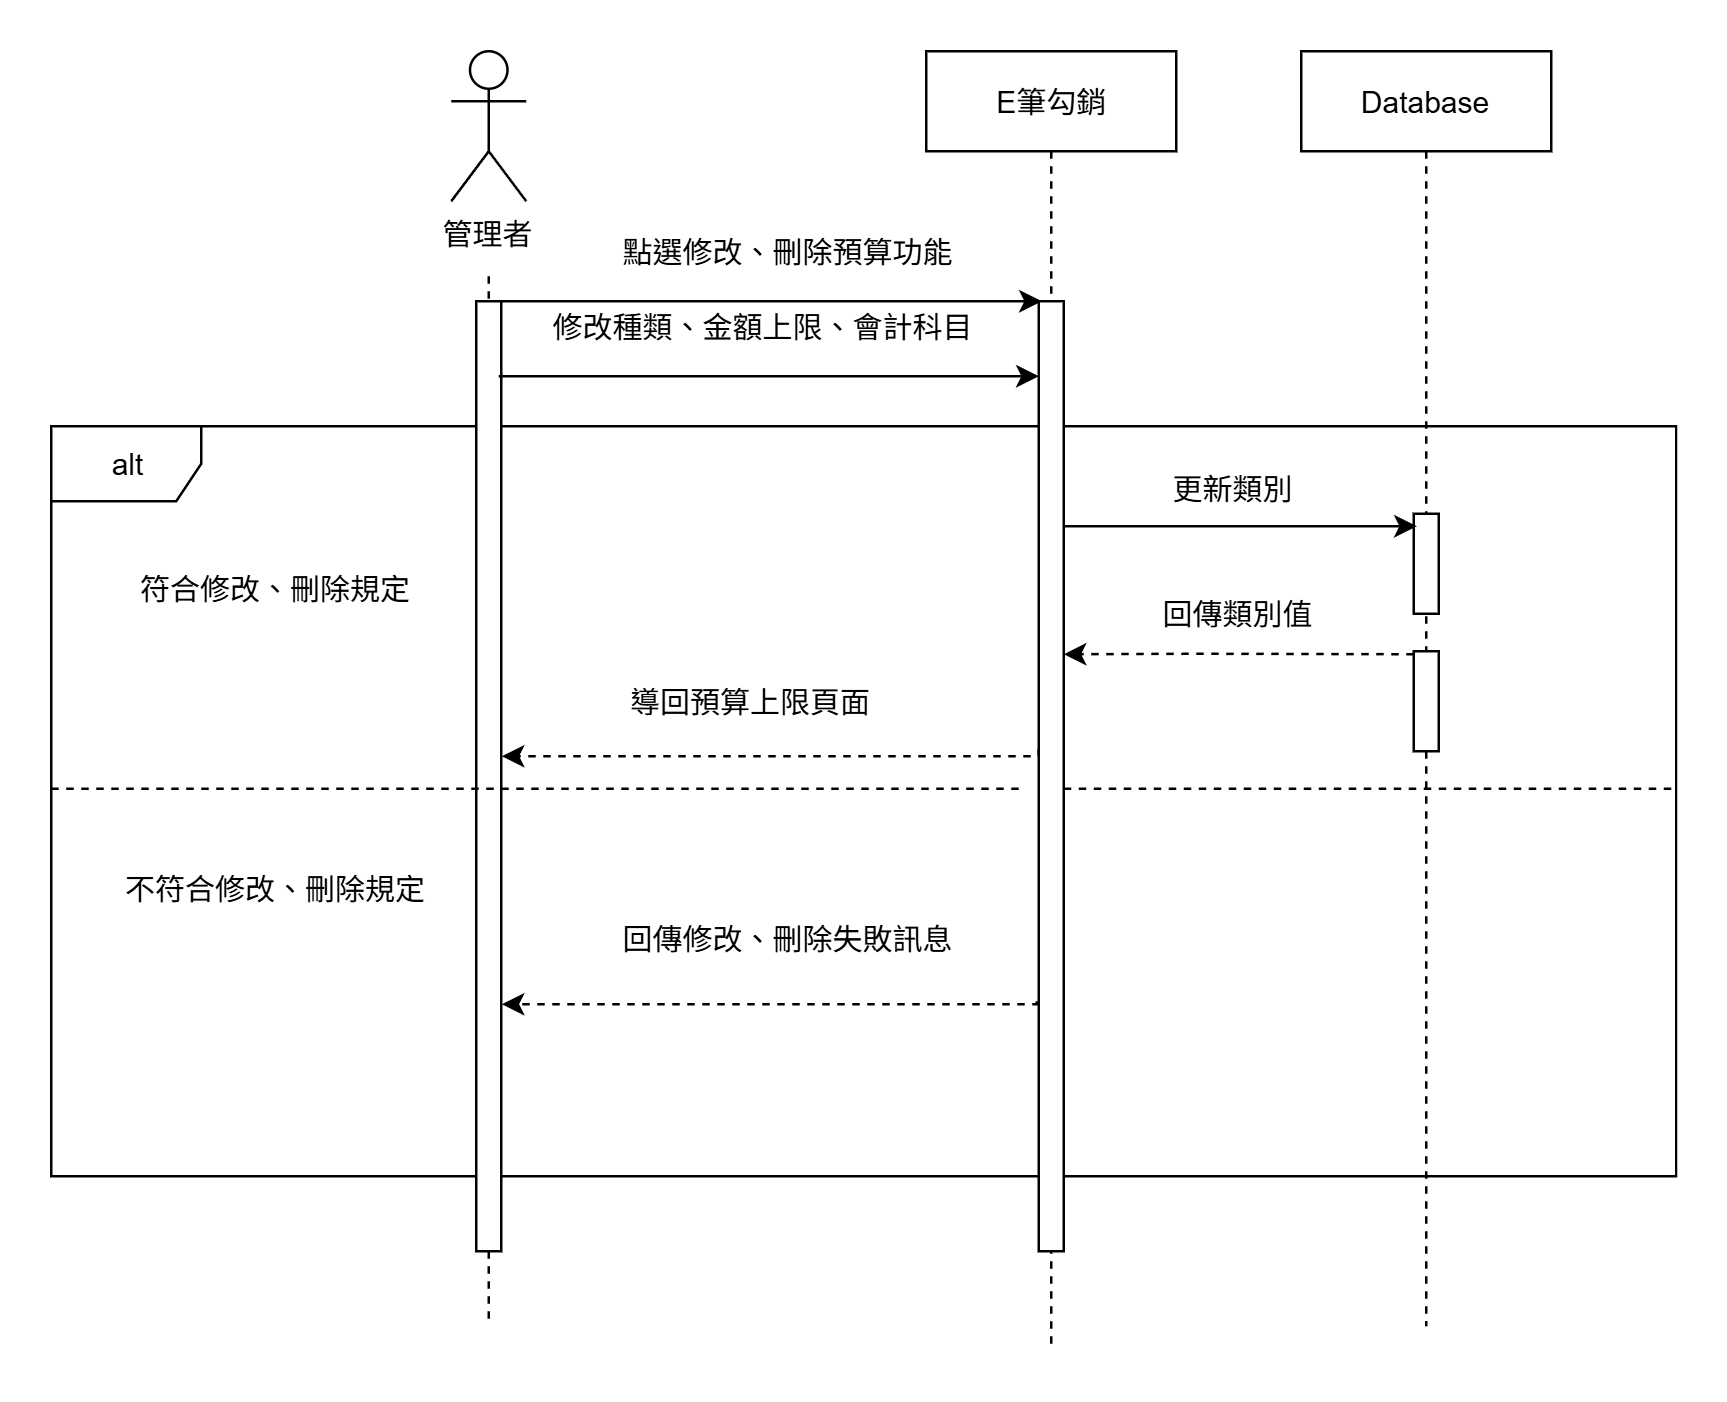 E筆勾銷
Database
管理者
點選修改、刪除預算功能
修改種類、金額上限、會計科目
alt
更新類別
符合修改、刪除規定
回傳類別值
導回預算上限頁面
不符合修改、刪除規定
回傳修改、刪除失敗訊息